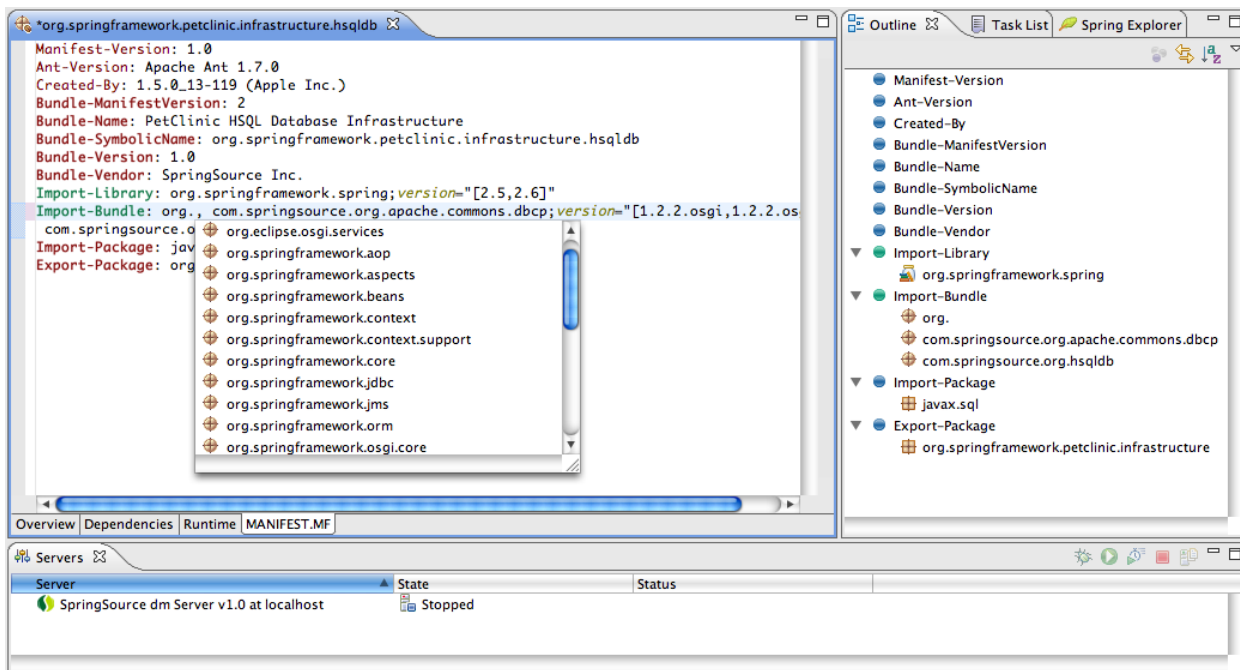 *org.springframework.petclinic.infrastructure.hsqldb
Manifest-Version: 1.0
Ant-Version: Apache Ant 1.7.0
Created-By: 1.5.0_13-119 (Apple Inc.)
Bundle-ManifestVersion: 2
Bundle-Name: PetClinic HSQL Database Infrastructure
Bundle-SymbolicName: org.springframework.petclinic.infrastructure.hsqldb
Bundle-Version: 1.0
Bundle-Vendor: SpringSource Inc.
Import-Library: org.springframework.spring;version="[2.5,2.6]"
Import-Bundle: org., com.springsource.org.apache.commons.dbcp;version="[1.2.2.osgi,1.2.2.os
com.springsource.o
Import-Package: jav
Export-Package: org
org.eclipse.osgi.services
org.springframework.aop
org.springframework.aspects
org.springframework.beans
org.springframework.context
org.springframework.context.support
org.springframework.core
org.springframework.jdbc
org.springframework.jms
org.springframework.orm
org.springframework.osgi.core
Overview Dependencies Runtime MANIFEST.MF
Outline Task List Spring Explorer
Manifest-Version
Ant-Version
Created-By
Bundle-ManifestVersion
Bundle-Name
Bundle-SymbolicName
Bundle-Version
Bundle-Vendor
Import-Library
org.springframework.spring
Import-Bundle
org.
com.springsource.org.apache.commons.dbcp
com.springsource.org.hsqldb
Import-Package
javax.sql
Export-Package
org.springframework.petclinic.infrastructure
Servers
Server State Status
SpringSource dm Server v1.0 at localhost Stopped